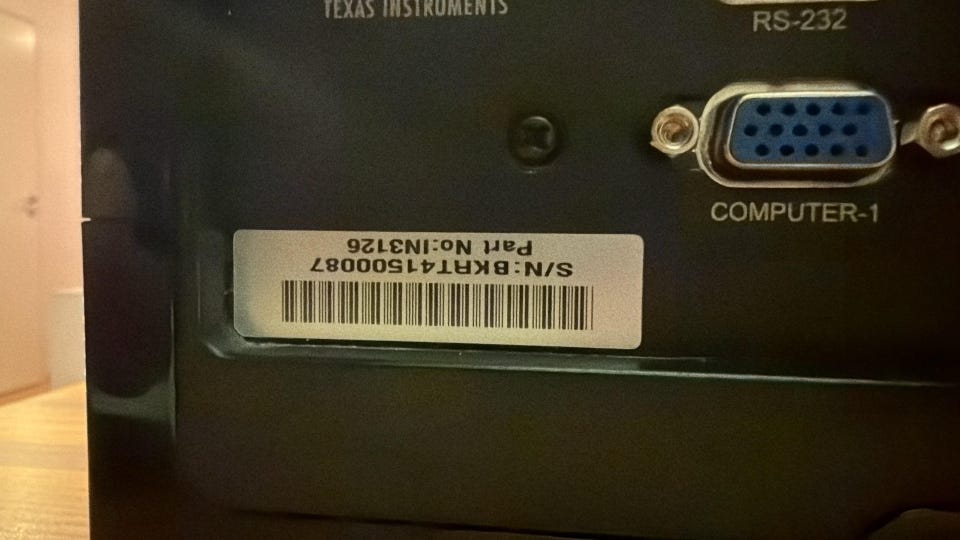 TEXAS INSTRUMENTS
RS-232
COMPUTER-1
S/N:BKRT41500087
Part No:IN3126